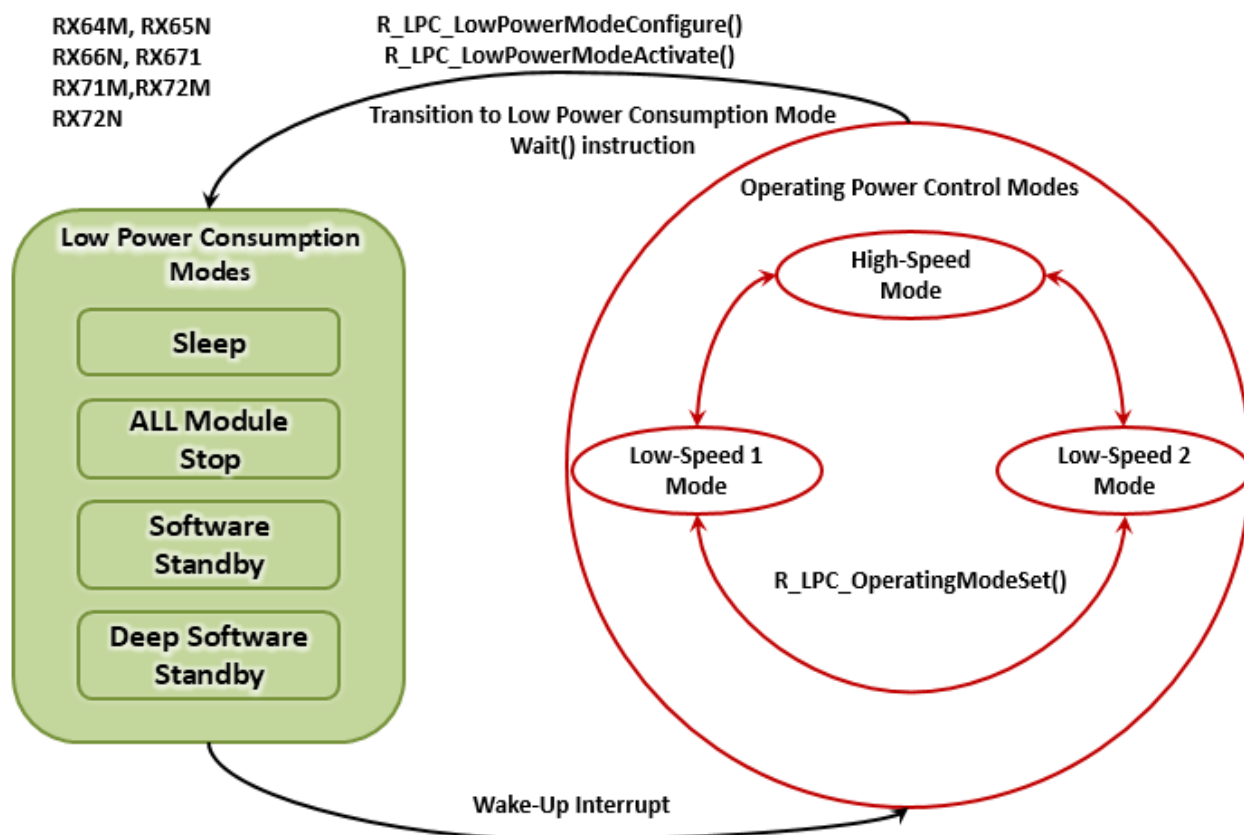 RX64M, RX65N
RX66N, RX671
RX71M,RX72M
RX72N
R_LPC_LowPowerModeConfigure()
R_LPC_LowPowerModeActivate()
Transition to Low Power Consumption Mode
Wait() instruction
Low Power Consumption
Modes
Sleep
ALL Module
Stop
Software
Standby
Deep Software
Standby
Operating Power Control Modes
High-Speed
Mode
Low-Speed 1
Mode
Low-Speed 2
Mode
R_LPC_OperatingModeSet()
Wake-Up Interrupt